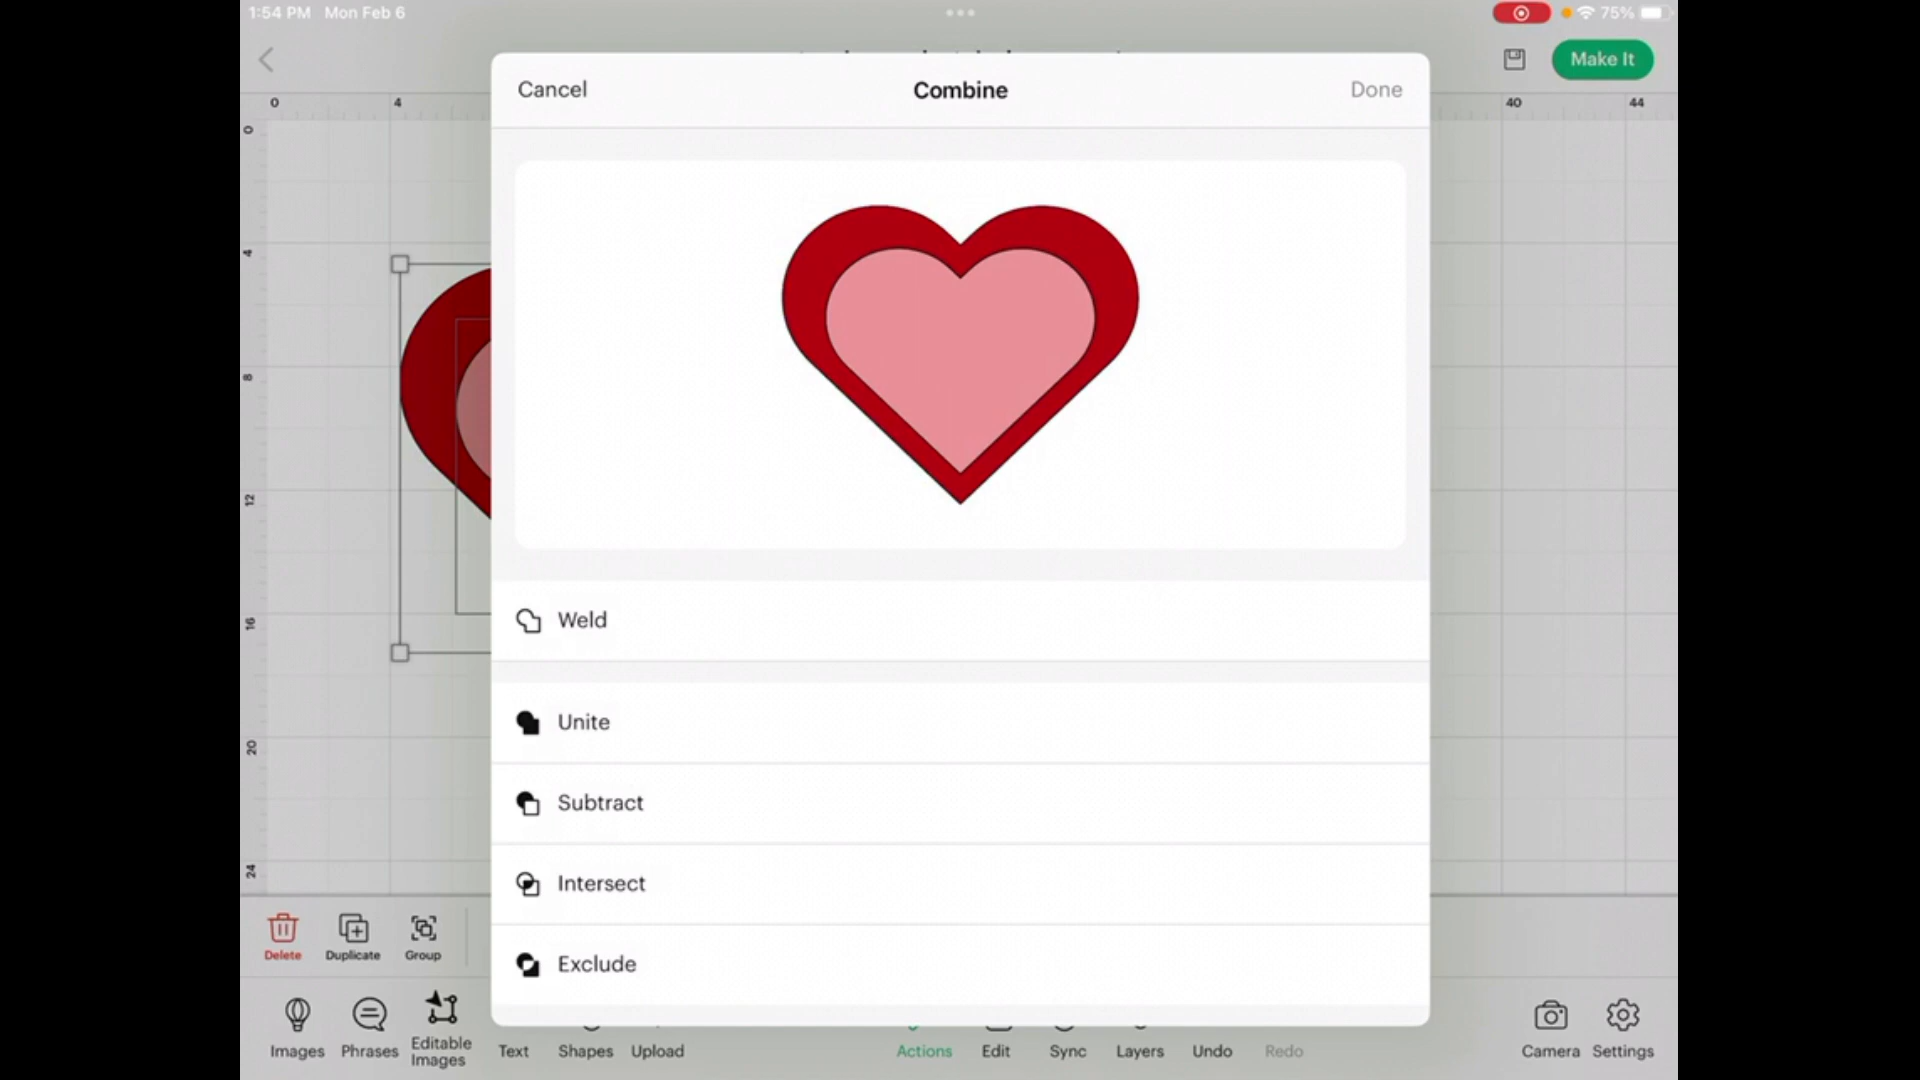 1:54 PM Mon Feb 6
75%
Make It
Cancel
Combine
Done
0
4
40
44
0
4
8
12
16
20
24
Weld
Unite
Subtract
Intersect
Exclude
Delete
Duplicate
Group
Images
Phrases
Editable
Images
Text
Shapes
Upload
Actions
Edit
Sync
Layers
Undo
Redo
Camera
Settings